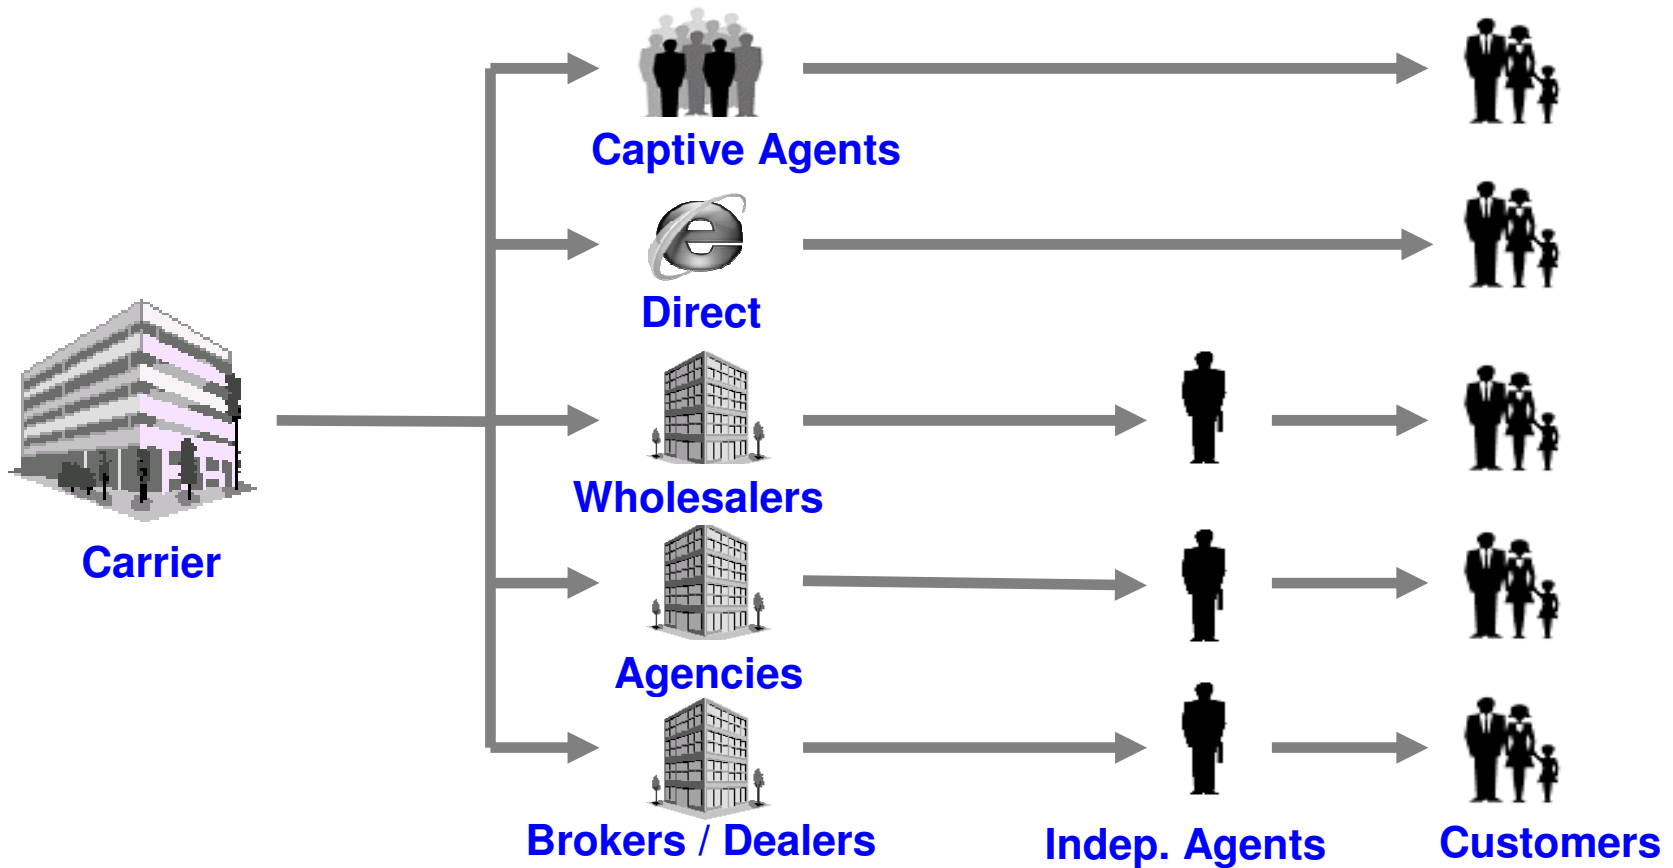 Captive Agents
Direct
Wholesalers
Carrier
Agencies
Brokers / Dealers
Indep. Agents
Customers